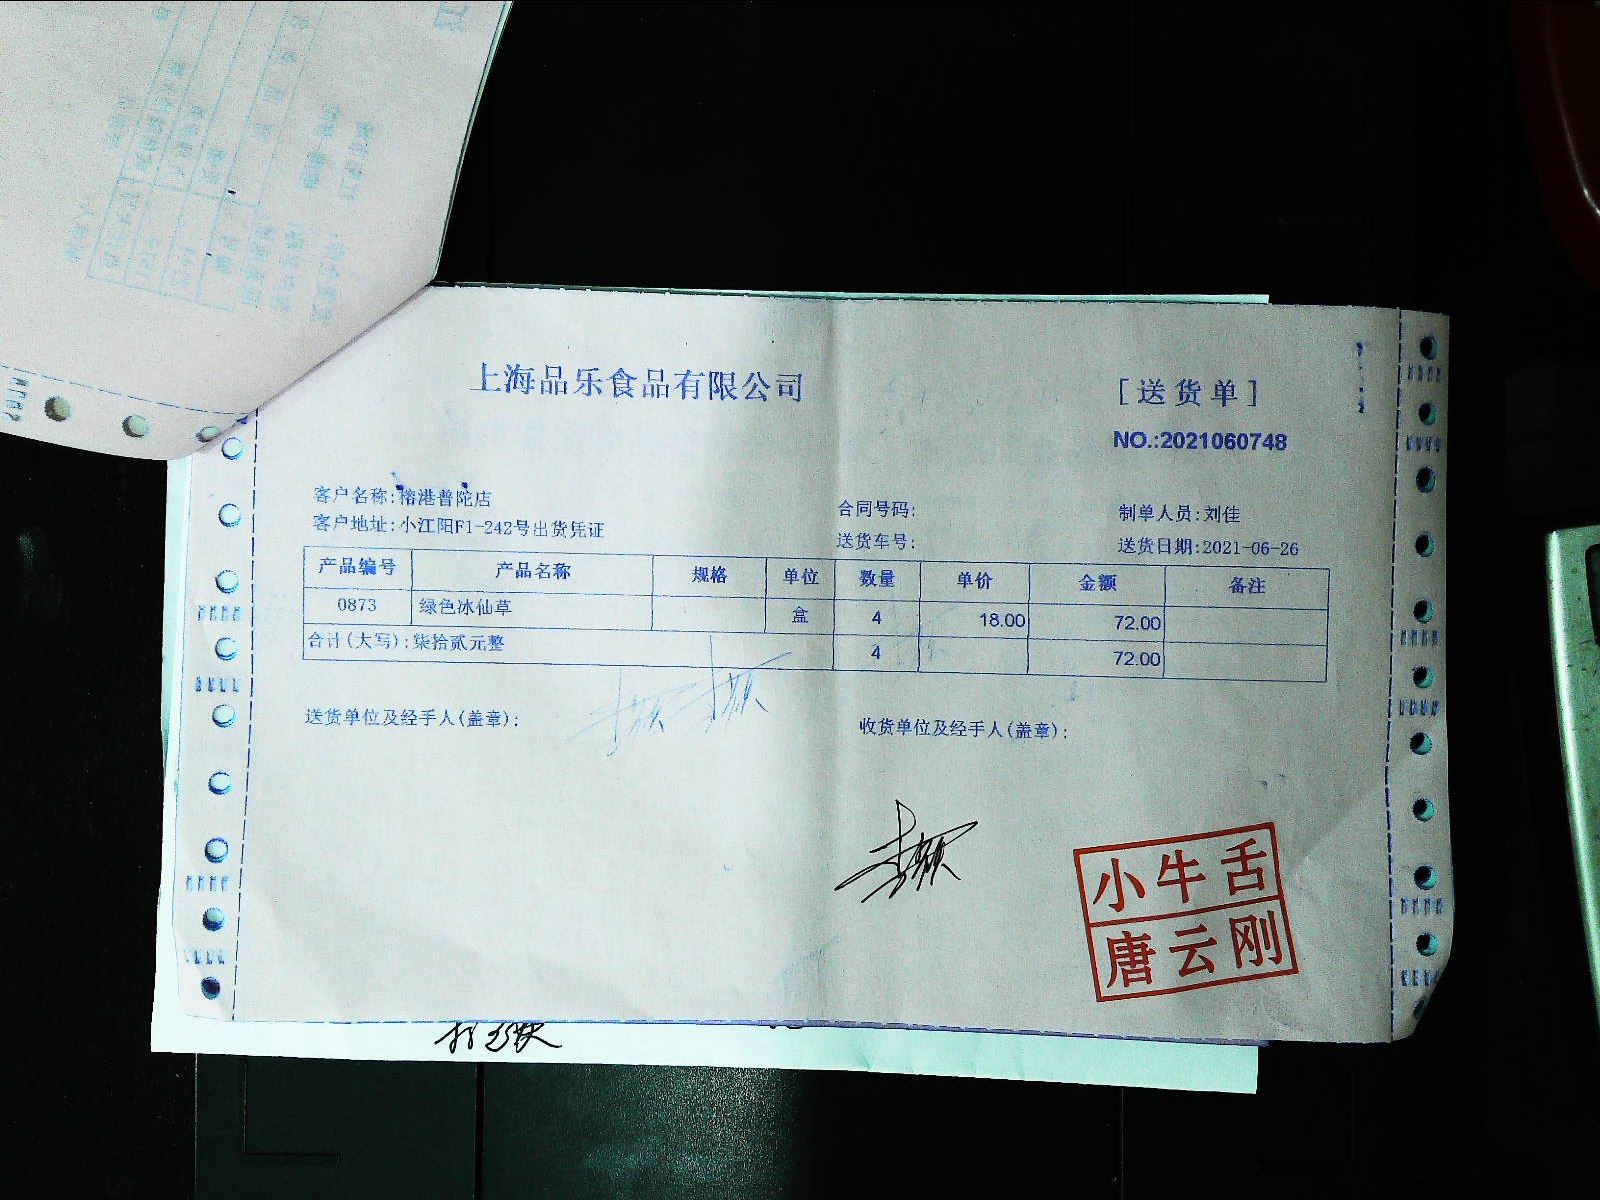 上海品乐食品有限公司
[送货单]
NO.:2021060748
客户名称:榕港普陀店
合同号码:
制单人员:刘佳
客户地址:小江阳F1-242号出货凭证
送货车号:
送货日期:2021-06-26
产品编号 产品名称 规格 单位 数量 单价 金额 备注
0873 绿色冰仙草 盒 4 18.00 72.00
合计(大写):柒拾贰元整 4 72.00
送货单位及经手人(盖章):
收货单位及经手人(盖章):
小牛舌
唐云刚